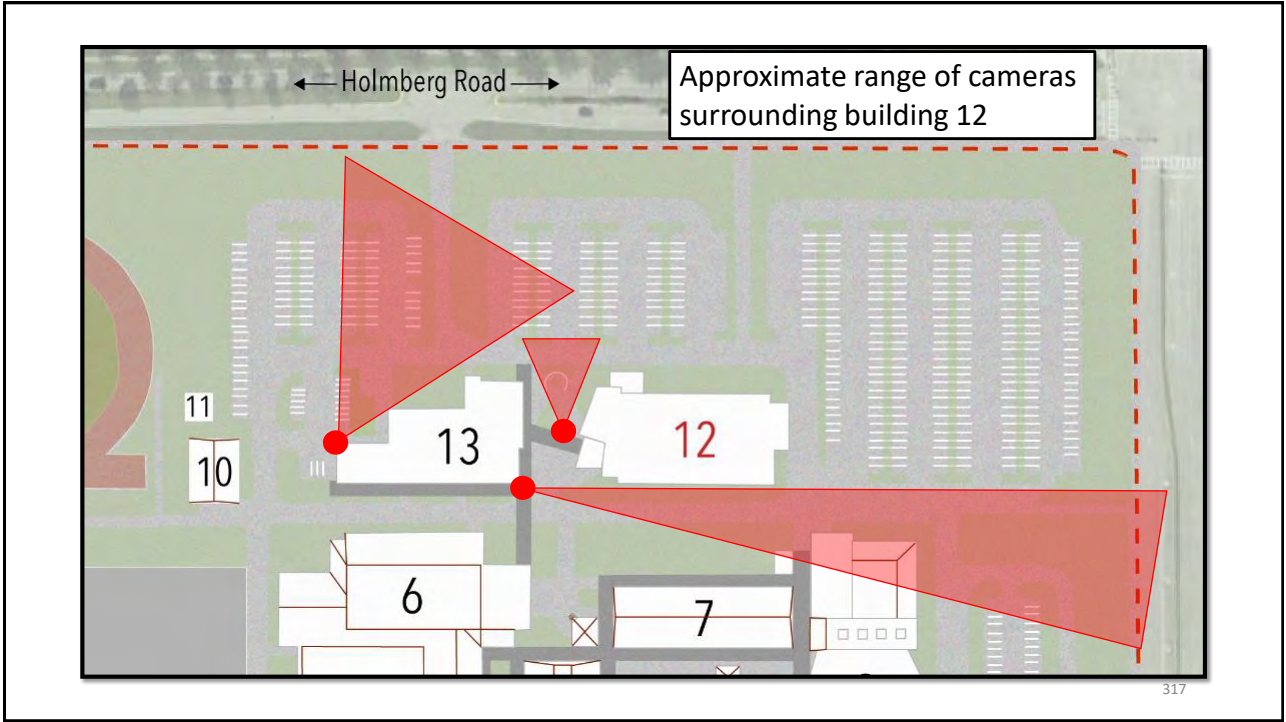 ← Holmberg Road →
Approximate range of cameras
surrounding building 12
11
10
13
12
6
7
317